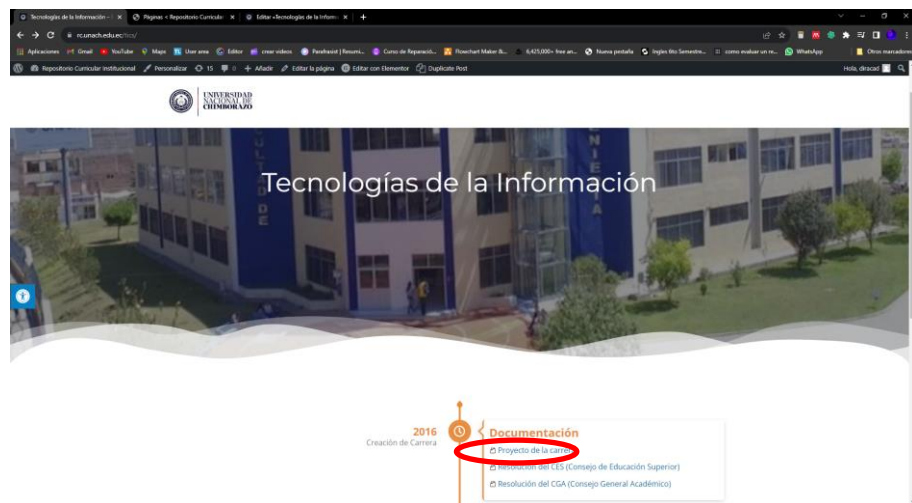 Tecnologías de la Información - 
Páginas < Repositorio Curricular
Editar «Tecnologías de la Inform
rc.unach.edu.ec/tics/
Aplicaciones Gmail YouTube Maps User area Editor crear videos Parafrasist | Resumi... Curso de Reparació... Flowchart Maker &... 6,425,000+ free an... Nueva pestaña Ingles 6to Semestre... como evaluar un re... WhatsApp Otros marcadores
Repositorio Curricular Institucional Personalizar 15 0 Añadir Editar la página Editar con Elementor Duplicate Post Hola, diracad
UNIVERSIDAD
NACIONAL DE
CHIMBORAZO
FACULTAD DE
INGENIERIA
Tecnologías de la Información
2016
Creación de Carrera
Documentación
Proyecto de la carrera
Resolución del CES (Consejo de Educación Superior)
Resolución del CGA (Consejo General Académico)